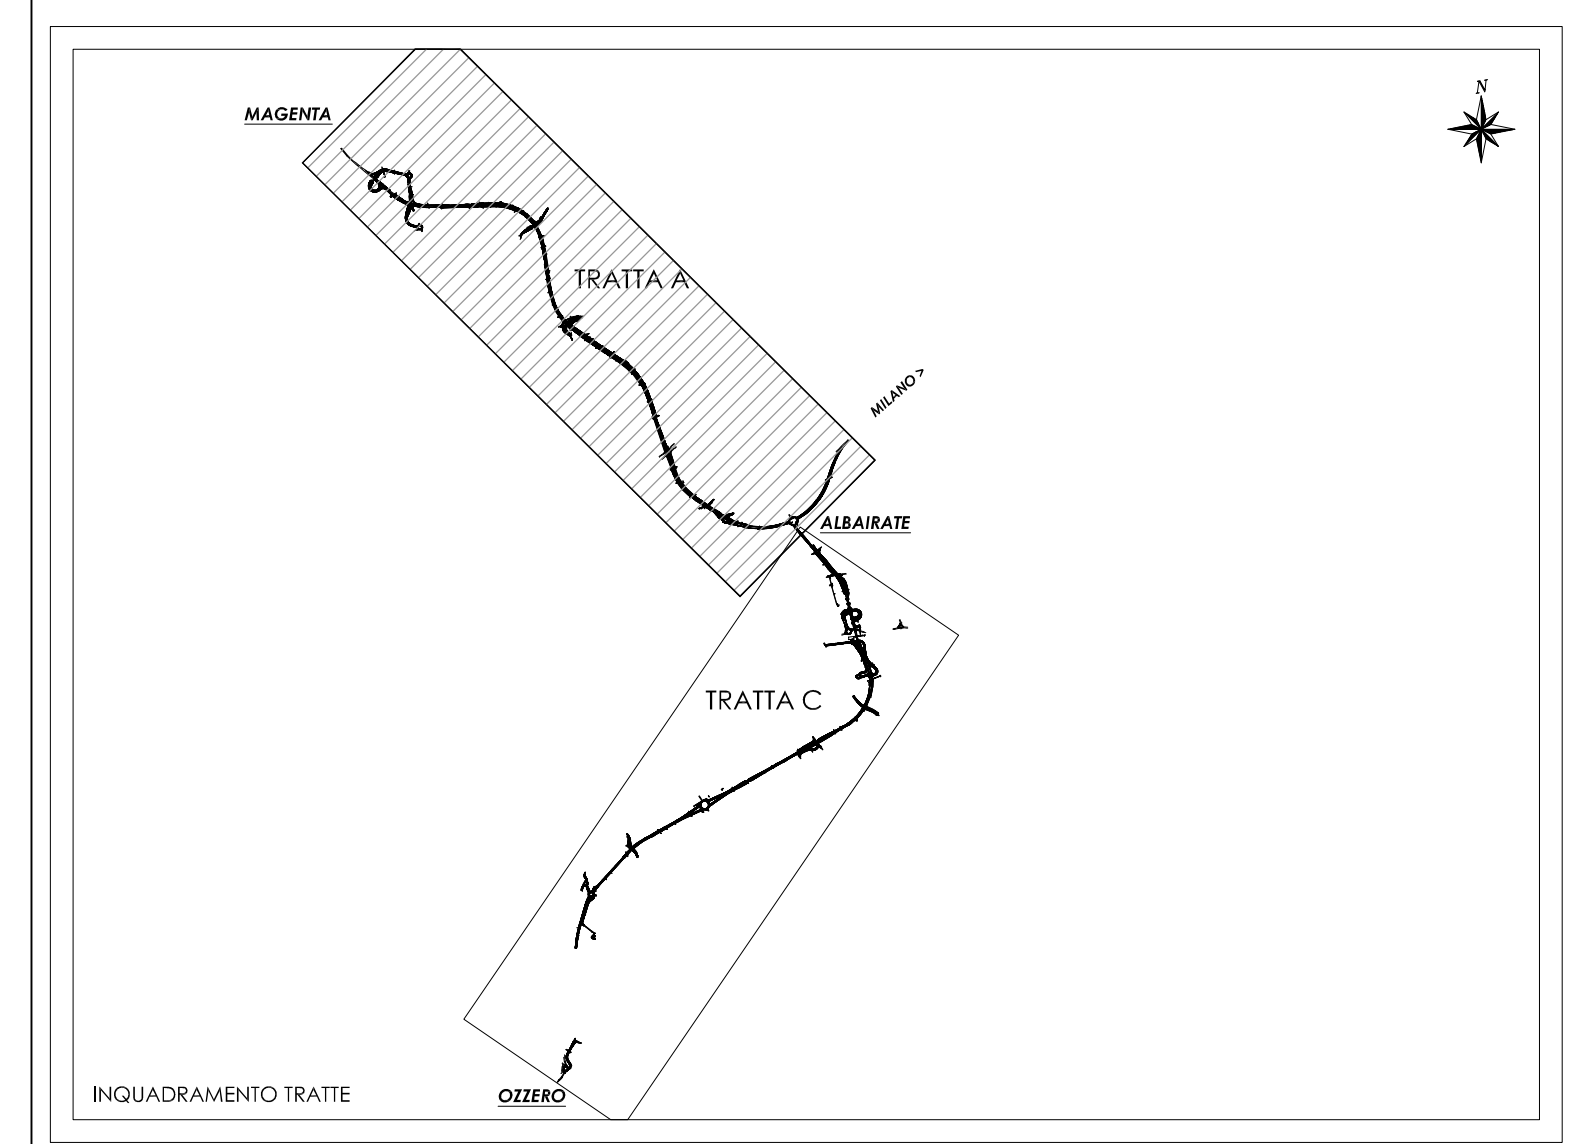 N
MAGENTA
TRATTA A
MILANO >
ALBAIRATE
TRATTA C
INQUADRAMENTO TRATTE
OZZERO